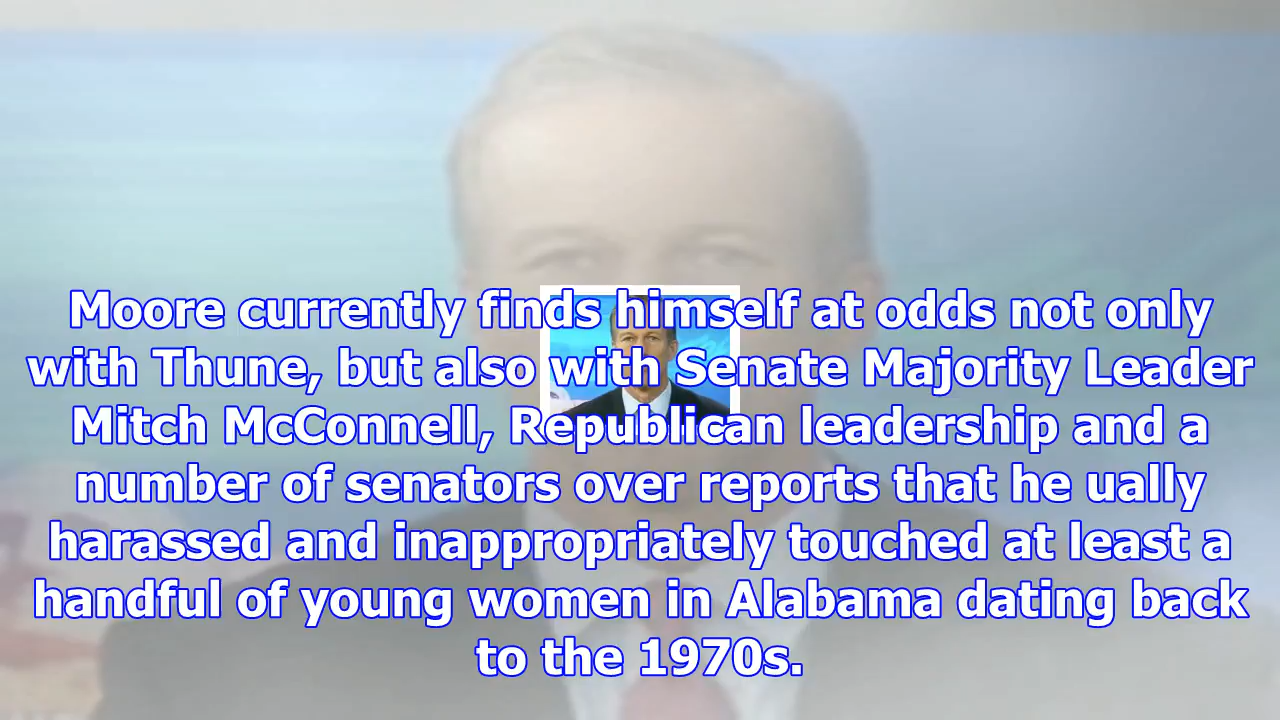 Moore currently finds himself at odds not only
with Thune, but also with Senate Majority Leader
Mitch McConnell, Republican leadership and a
number of senators over reports that he ually
harassed and inappropriately touched at least a
handful of young women in Alabama dating back
to the 1970s.